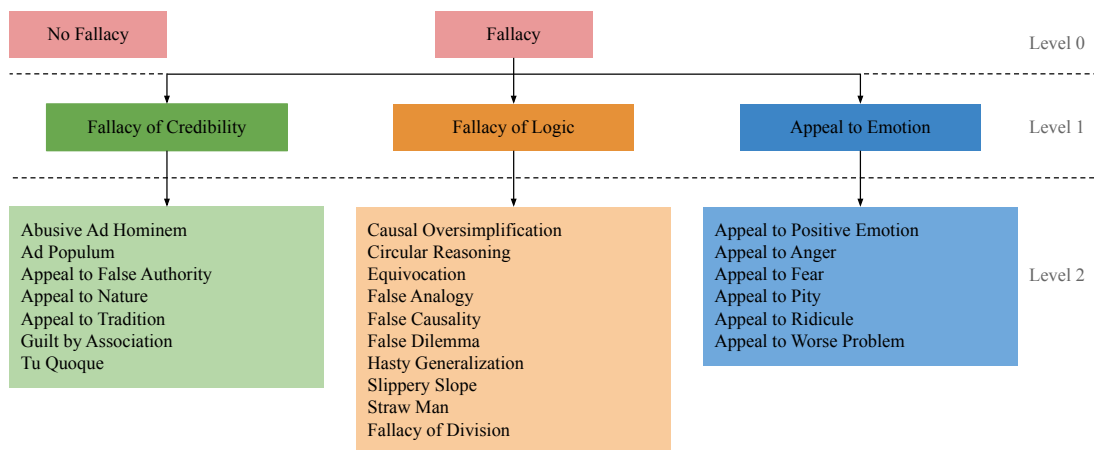 No Fallacy
Fallacy
Level 0
Fallacy of Credibility
Fallacy of Logic
Appeal to Emotion
Level 1
Abusive Ad Hominem
Ad Populum
Appeal to False Authority
Appeal to Nature
Appeal to Tradition
Guilt by Association
Tu Quoque
Causal Oversimplification
Circular Reasoning
Equivocation
False Analogy
False Causality
False Dilemma
Hasty Generalization
Slippery Slope
Straw Man
Fallacy of Division
Appeal to Positive Emotion
Appeal to Anger
Appeal to Fear
Appeal to Pity
Appeal to Ridicule
Appeal to Worse Problem
Level 2